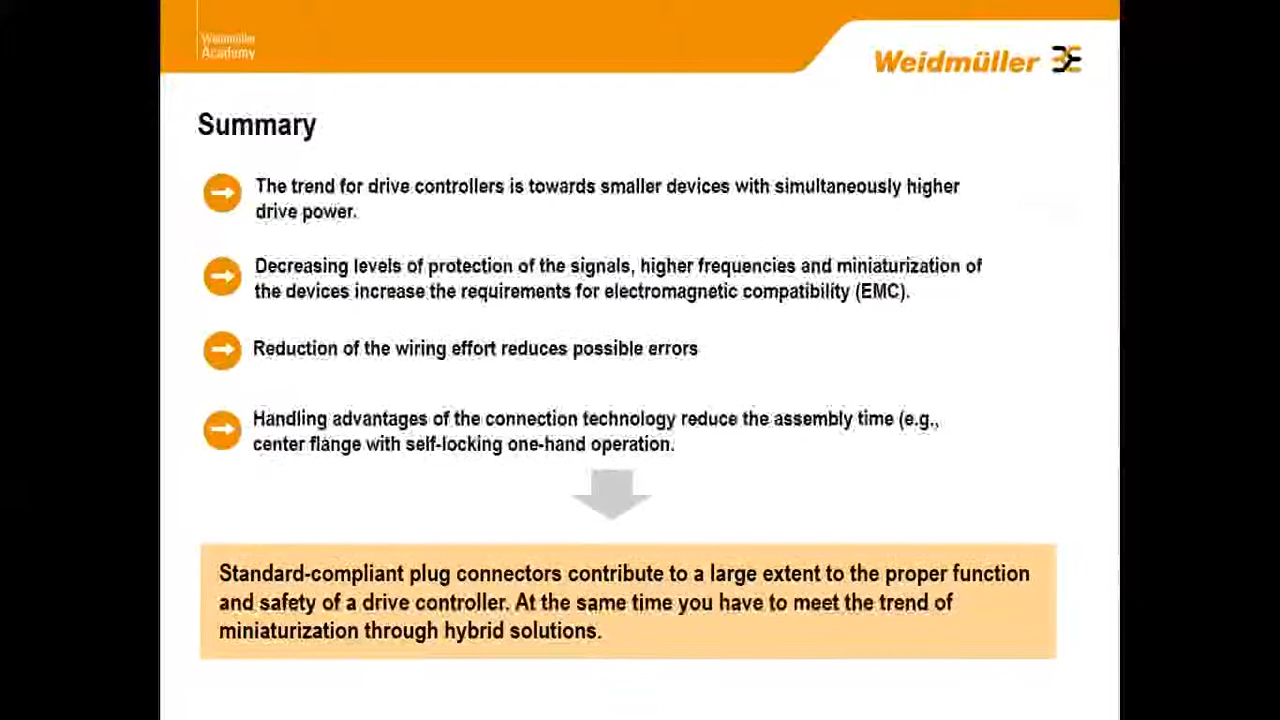 Weidmüller
Academy
Weidmüller
Summary
The trend for drive controllers is towards smaller devices with simultaneously higher
drive power.
Decreasing levels of protection of the signals, higher frequencies and miniaturization of
the devices increase the requirements for electromagnetic compatibility (EMC).
Reduction of the wiring effort reduces possible errors
Handling advantages of the connection technology reduce the assembly time (e.g.,
center flange with self-locking one-hand operation.
Standard-compliant plug connectors contribute to a large extent to the proper function
and safety of a drive controller. At the same time you have to meet the trend of
miniaturization through hybrid solutions.